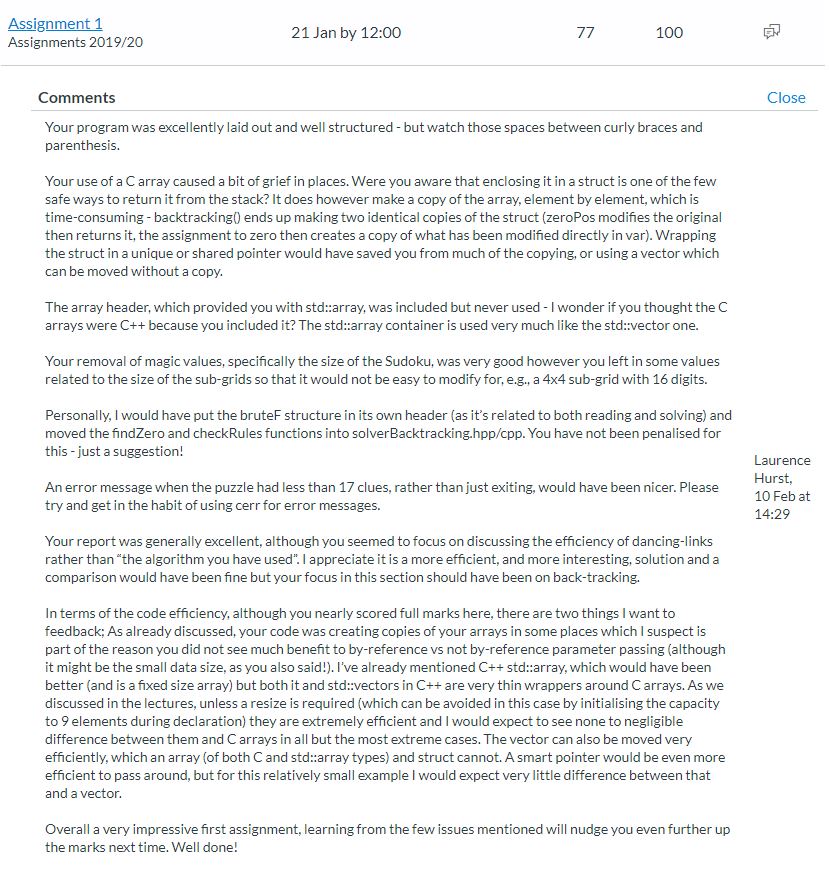 Assignment 1
Assignments 2019/20
21 Jan by 12:00
77
100
Comments
Close
Your program was excellently laid out and well structured - but watch those spaces between curly braces and
parenthesis.
Your use of a C array caused a bit of grief in places. Were you aware that enclosing it in a struct is one of the few
safe ways to return it from the stack? It does however make a copy of the array, element by element, which is
time-consuming - backtracking() ends up making two identical copies of the struct (zeroPos modifies the original
then returns it, the assignment to zero then creates a copy of what has been modified directly in var). Wrapping
the struct in a unique or shared pointer would have saved you from much of the copying, or using a vector which
can be moved without a copy.
The array header, which provided you with std::array, was included but never used - I wonder if you thought the C
arrays were C++ because you included it? The std::array container is used very much like the std::vector one.
Your removal of magic values, specifically the size of the Sudoku, was very good however you left in some values
related to the size of the sub-grids so that it would not be easy to modify for, e.g., a 4x4 sub-grid with 16 digits.
Personally, I would have put the bruteF structure in its own header (as it's related to both reading and solving) and
moved the findZero and checkRules functions into solverBacktracking.hpp/cpp. You have not been penalised for
this - just a suggestion!
An error message when the puzzle had less than 17 clues, rather than just exiting, would have been nicer. Please
try and get in the habit of using cerr for error messages.
Your report was generally excellent, although you seemed to focus on discussing the efficiency of dancing-links
rather than “the algorithm you have used”. I appreciate it is a more efficient, and more interesting, solution and a
comparison would have been fine but your focus in this section should have been on back-tracking.
In terms of the code efficiency, although you nearly scored full marks here, there are two things I want to
feedback; As already discussed, your code was creating copies of your arrays in some places which I suspect is
part of the reason you did not see much benefit to by-reference vs not by-reference parameter passing (although
it might be the small data size, as you also said!). I've already mentioned C++ std::array, which would have been
better (and is a fixed size array) but both it and std::vectors in C++ are very thin wrappers around C arrays. As we
discussed in the lectures, unless a resize is required (which can be avoided in this case by initialising the capacity
to 9 elements during declaration) they are extremely efficient and I would expect to see none to negligible
difference between them and C arrays in all but the most extreme cases. The vector can also be moved very
efficiently, which an array (of both C and std::array types) and struct cannot. A smart pointer would be even more
efficient to pass around, but for this relatively small example I would expect very little difference between that
and a vector.
Overall a very impressive first assignment, learning from the few issues mentioned will nudge you even further up
the marks next time. Well done!
Laurence
Hurst,
10 Feb at
14:29